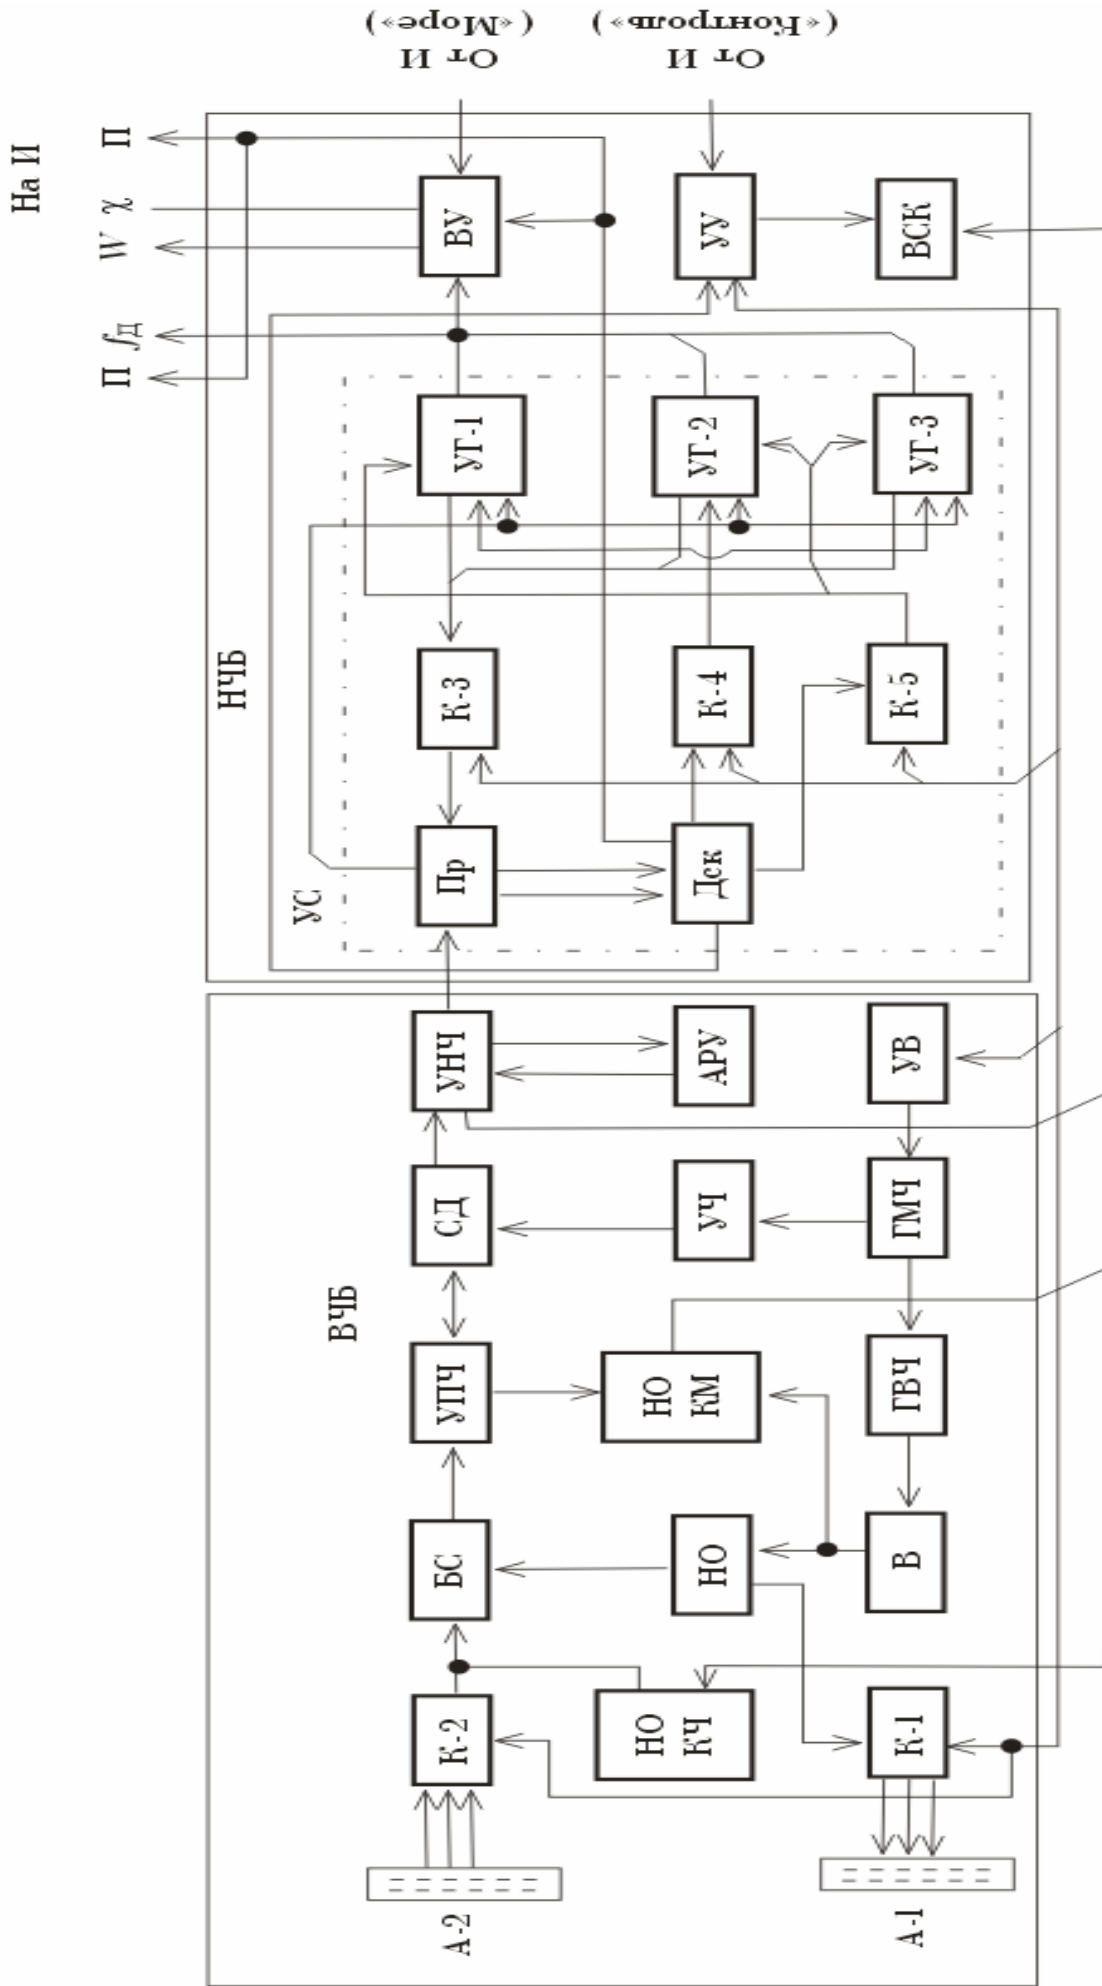 На И
П
fд
W
χ
П
От И
(«Море»)
От И
(«Контроль»)
ВЧБ
НЧБ
УС
А-2
К-2
БС
УПЧ
СД
УНЧ
Пр
К-3
УГ-1
ВУ
НО
КЧ
НО
НО
КМ
УЧ
АРУ
Дск
К-4
УГ-2
УУ
А-1
К-1
В
ГВЧ
ГМЧ
УВ
К-5
УГ-3
ВСК